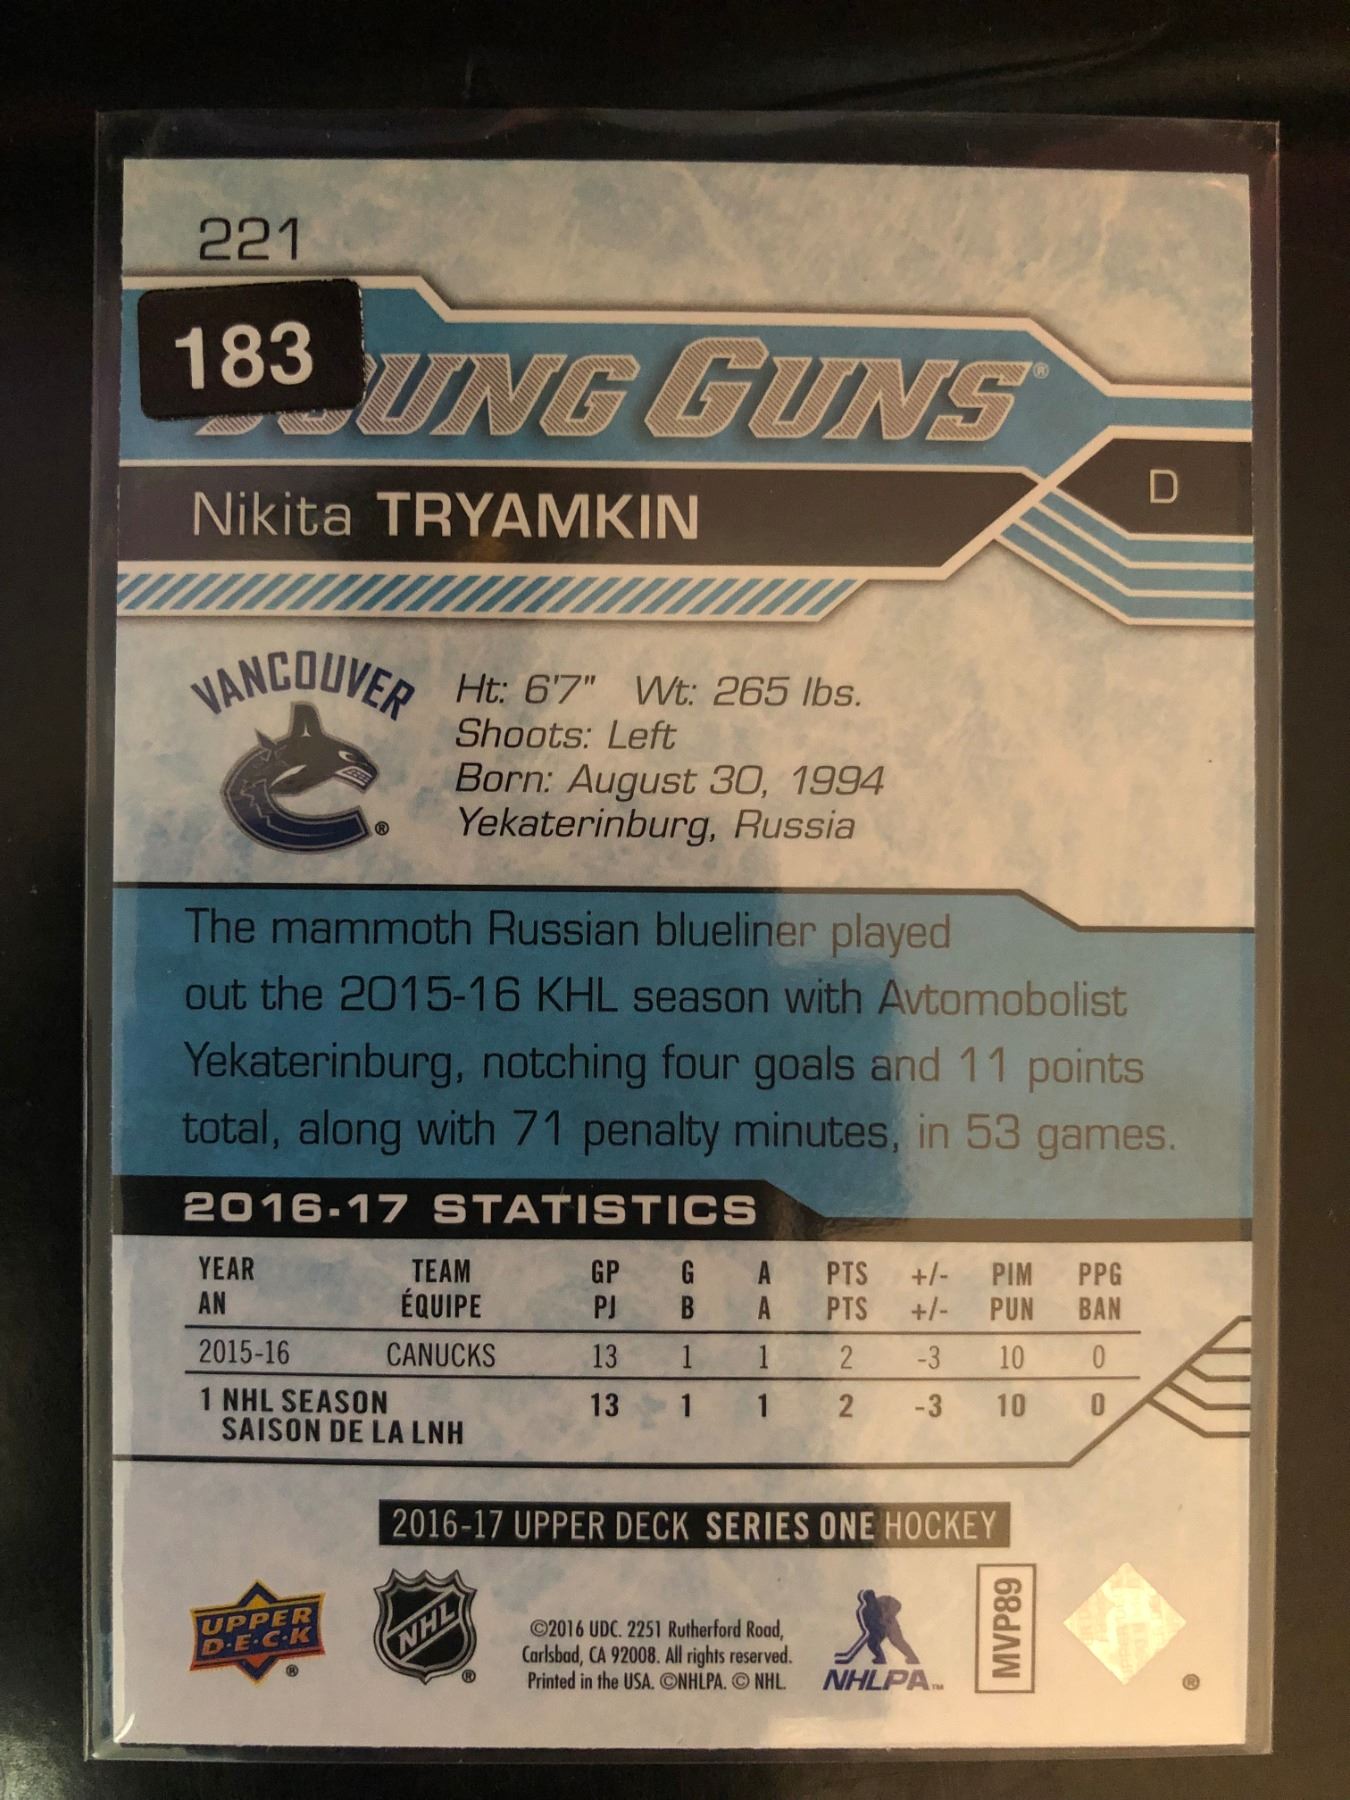 221
183
OUNG GUNS®
Nikita TRYAMKIN
D
VANCOUVER
Ht: 6'7" Wt: 265 lbs.
Shoots: Left
Born: August 30, 1994
Yekaterinburg, Russia
®
The mammoth Russian blueliner played
out the 2015-16 KHL season with Avtomobolist
Yekaterinburg, notching four goals and 11 points
total, along with 71 penalty minutes, in 53 games.
2016-17 STATISTICS
YEAR TEAM GP G A PTS +/- PIM PPG
AN ÉQUIPE PJ B A PTS +/- PUN BAN
2015-16 CANUCKS 13 1 1 2 -3 10 0
1 NHL SEASON 13 1 1 2 -3 10 0
SAISON DE LA LNH
2016-17 UPPER DECK SERIES ONE HOCKEY
UPPER
D·E·C·K
®
NHL
®
©2016 UDC. 2251 Rutherford Road,
Carlsbad, CA 92008. All rights reserved.
Printed in the USA. ©NHLPA. © NHL.
NHLPA™
MVP89
®